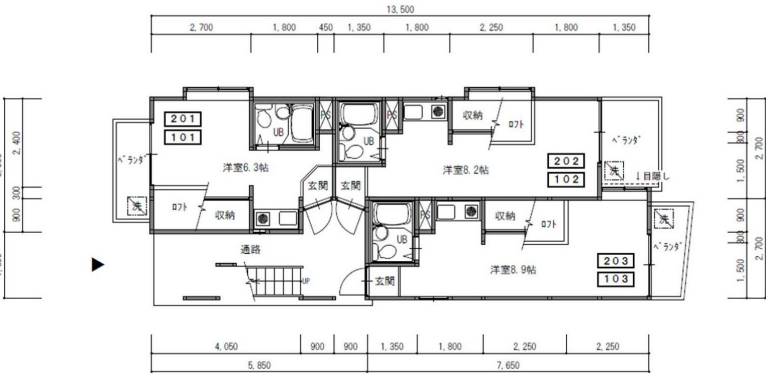 13,500
2,700 1,800 450 1,350 1,800 2,250 1,800 1,350
201
101
PS
UB
PS
UB
収納
ロフト
ベランダ
洋室6.3帖
洋室8.2帖
202
102
ベランダ
洗
↓目隠し
玄関
玄関
洗
ロフト
収納
PS
UB
収納
ロフト
洗
ベランダ
通路
UP
玄関
洋室8.9帖
203
103
2,400
300
900
900
300
1,500
2,700
900
300
1,500
2,700
4,050 900 900 1,350 1,800 2,250 2,250
5,850 7,650